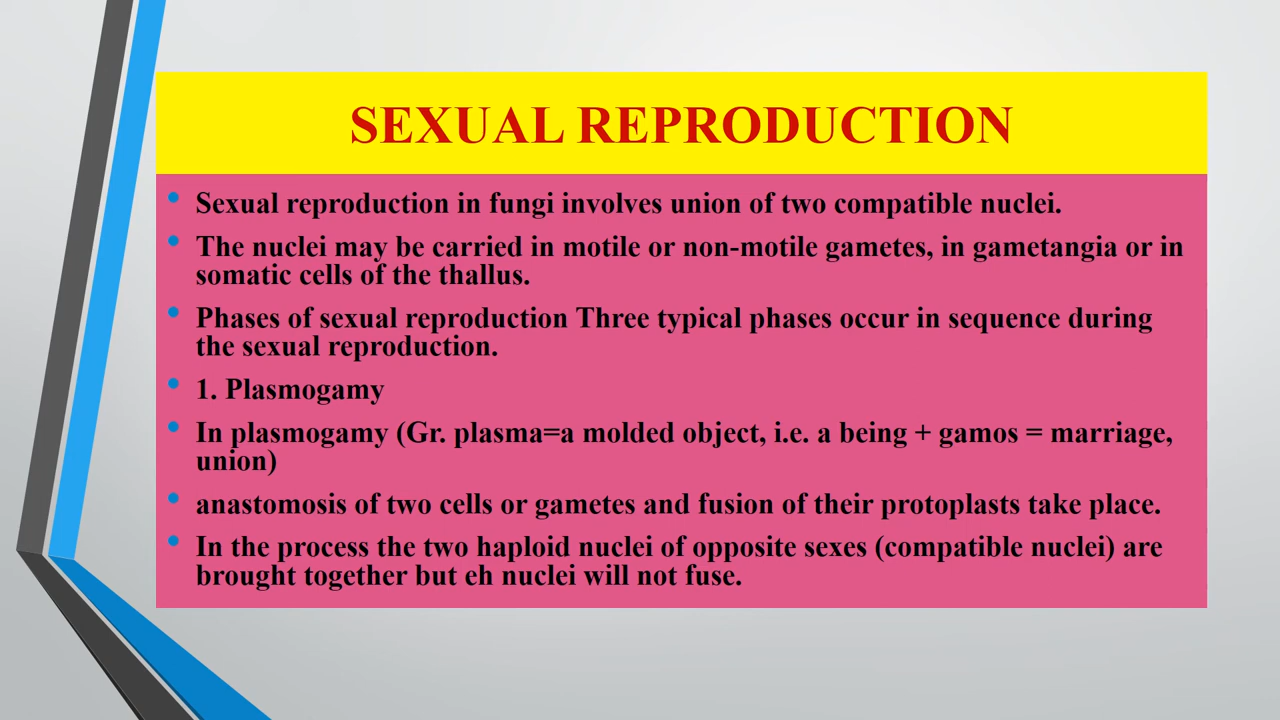 SEXUAL REPRODUCTION
• Sexual reproduction in fungi involves union of two compatible nuclei.
• The nuclei may be carried in motile or non-motile gametes, in gametangia or in
somatic cells of the thallus.
• Phases of sexual reproduction Three typical phases occur in sequence during
the sexual reproduction.
• 1. Plasmogamy
• In plasmogamy (Gr. plasma=a molded object, i.e. a being + gamos = marriage,
union)
• anastomosis of two cells or gametes and fusion of their protoplasts take place.
• In the process the two haploid nuclei of opposite sexes (compatible nuclei) are
brought together but eh nuclei will not fuse.